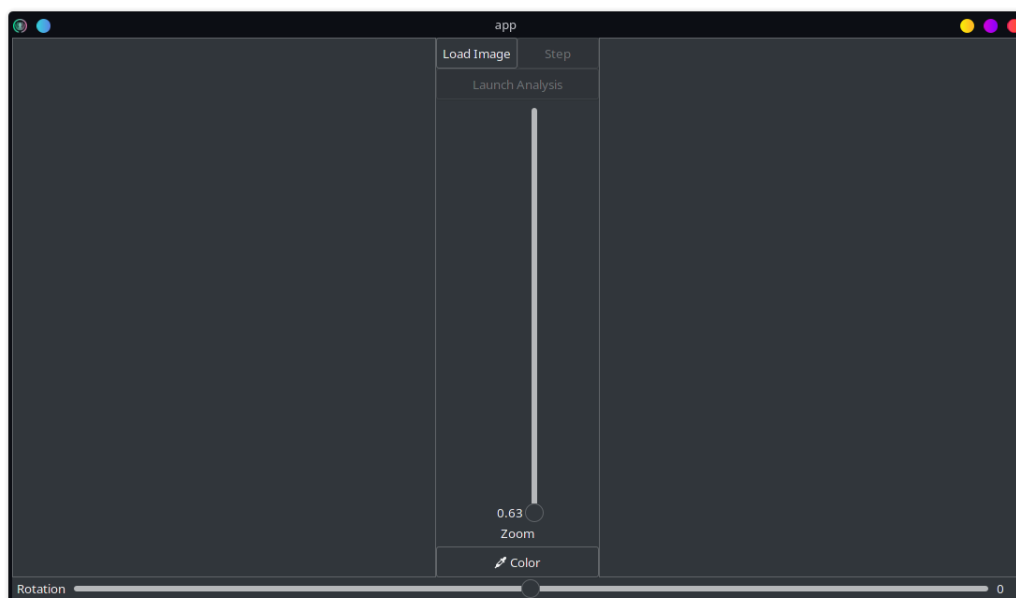 app
Load Image Step
Launch Analysis
0.63
Zoom
Color
Rotation 0